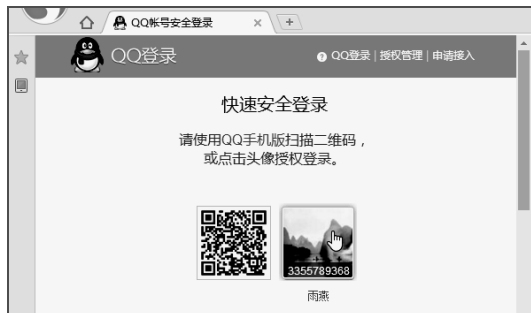 QQ帐号安全登录
QQ登录
QQ登录 | 授权管理 | 申请接入
快速安全登录
请使用QQ手机版扫描二维码，
或点击头像授权登录。
3355789368
雨燕